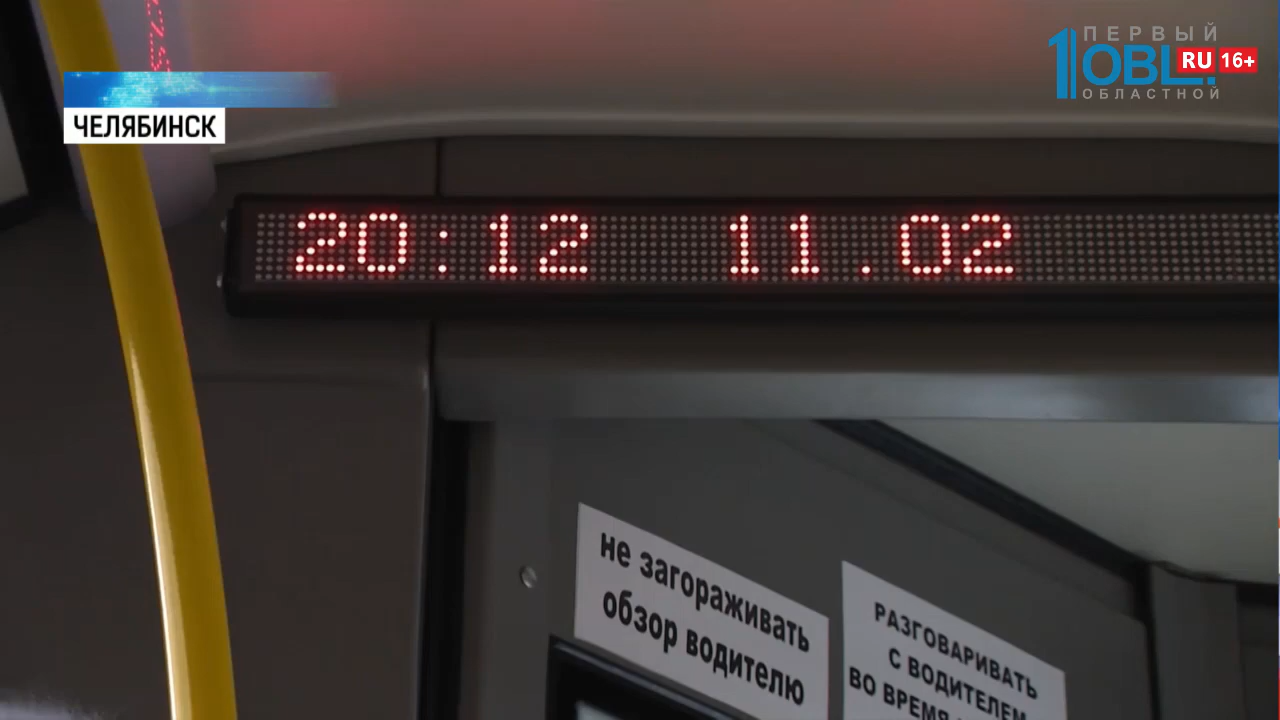 ПЕРВЫЙ
1OBL.RU 16+
ОБЛАСТНОЙ
ЧЕЛЯБИНСК
20:12 11.02
не загораживать
обзор водителю
РАЗГОВАРИВАТЬ
С ВОДИТЕЛЕМ
ВО ВРЕМЯ